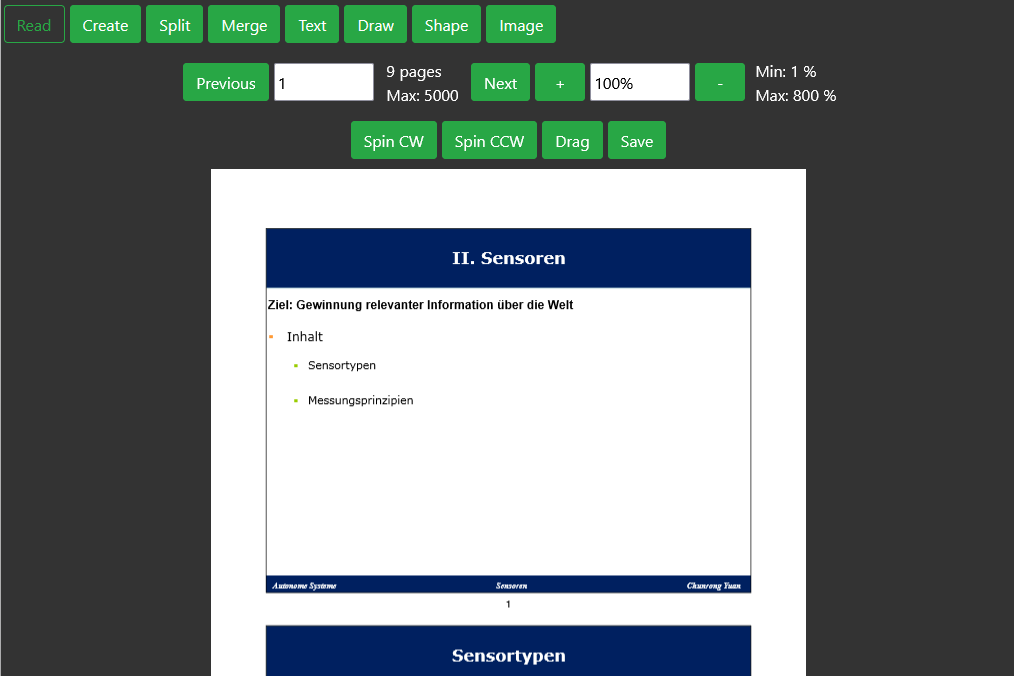 Read Create Split Merge Text Draw Shape Image
Previous 1 9 pages Next + 100% - Min: 1 %
Max: 5000 Max: 800 %
Spin CW Spin CCW Drag Save
II. Sensoren
Ziel: Gewinnung relevanter Information über die Welt
Inhalt
Sensortypen
Messungsprinzipien
Autonome Systeme Sensoren Chunrong Yuan
1
Sensortypen